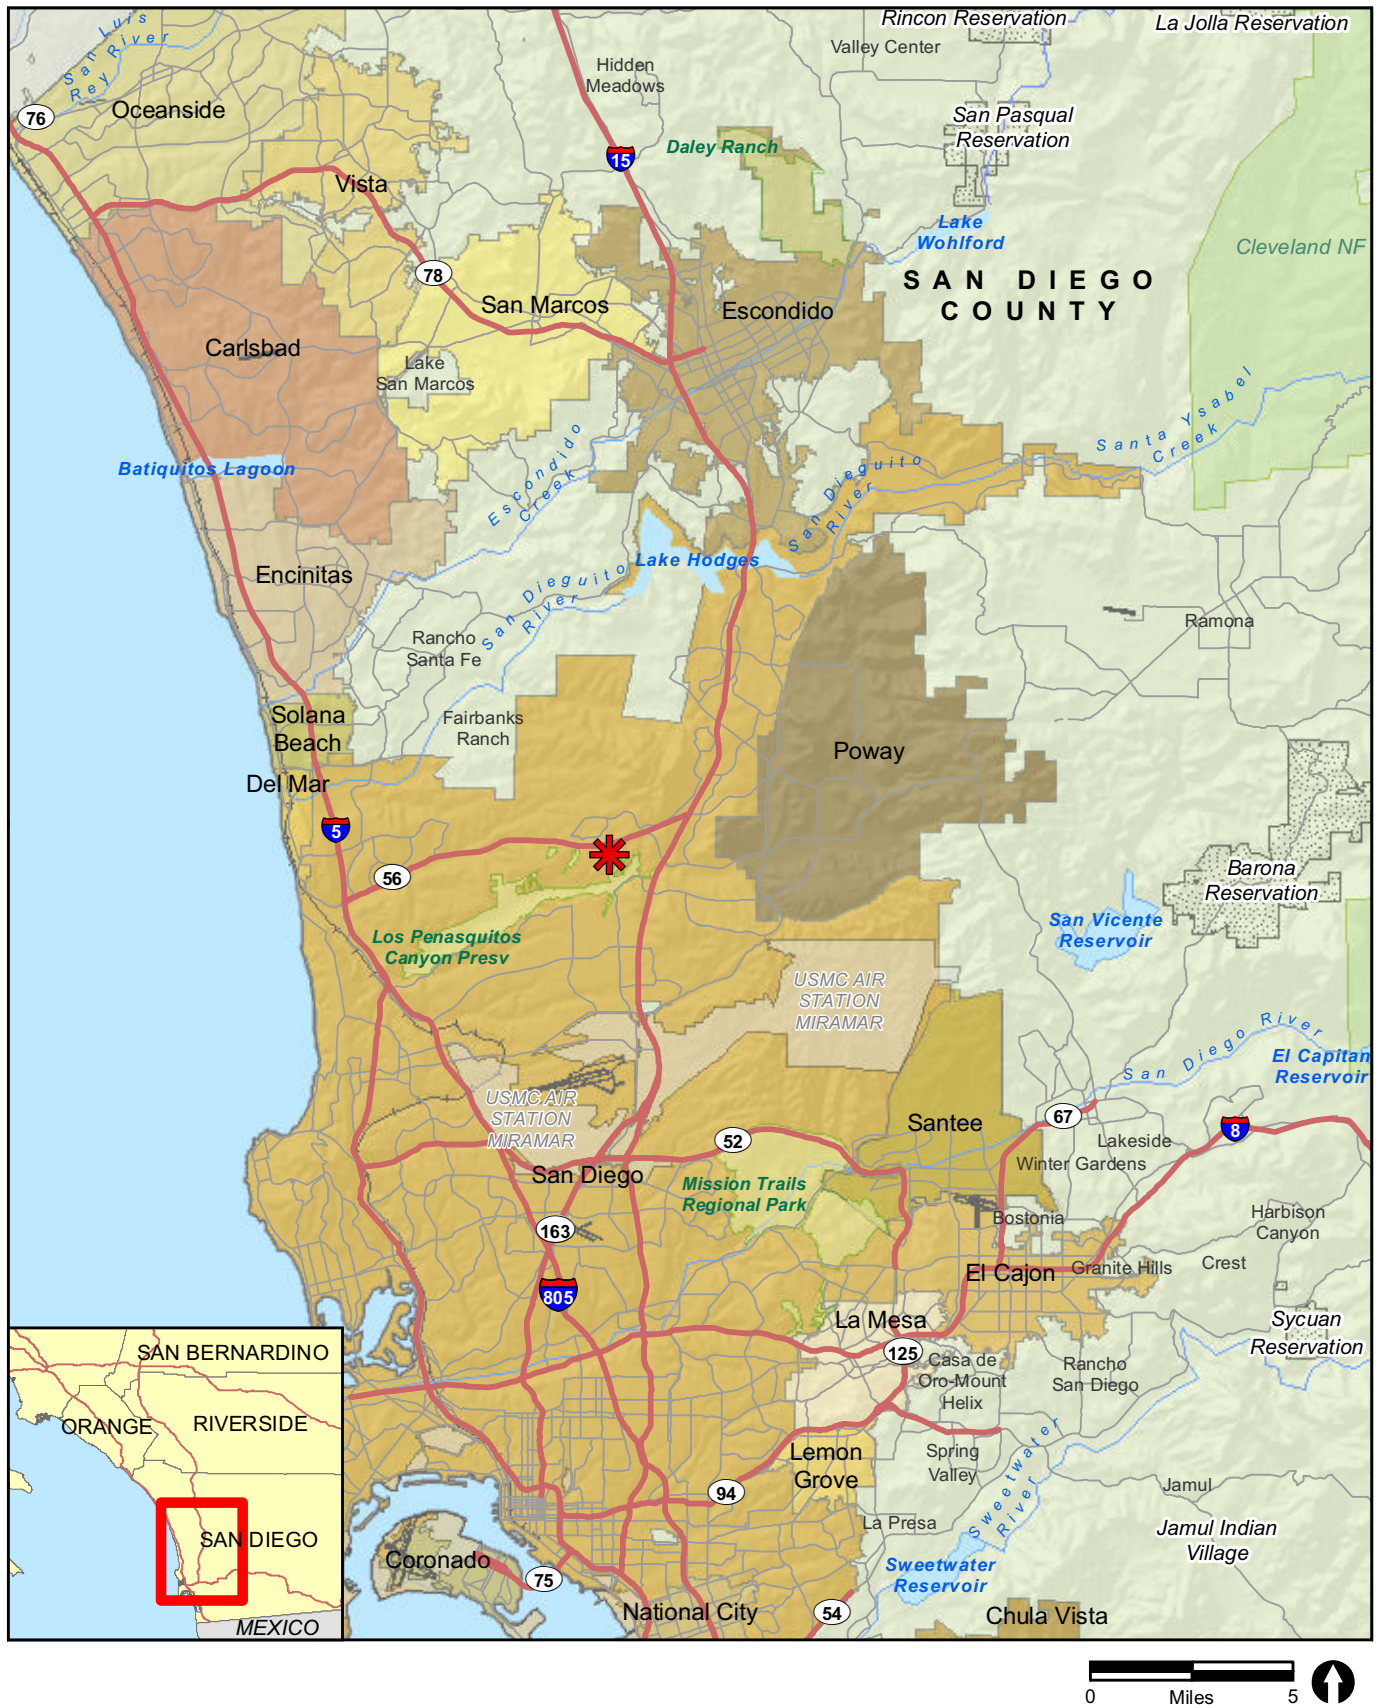 Rincon Reservation
La Jolla Reservation
San Luis
Rey River
Valley Center
Hidden
Meadows
Oceanside
76
San Pasqual
Reservation
Daley Ranch
15
Vista
Lake
Wohlford
Cleveland NF
78
SAN DIEGO
COUNTY
San Marcos
Escondido
Carlsbad
Lake
San Marcos
Santa Ysabel
Creek
Batiquitos Lagoon
Escondido
Creek
San Dieguito
River
Lake Hodges
Encinitas
San Dieguito
River
Ramona
Rancho
Santa Fe
Solana
Beach
Fairbanks
Ranch
Poway
Del Mar
5
56
Barona
Reservation
San Vicente
Reservoir
Los Penasquitos
Canyon Presv
USMC AIR
STATION
MIRAMAR
San Diego River
El Capitan
Reservoir
USMC AIR
STATION
MIRAMAR
67
8
Santee
52
Lakeside
Winter Gardens
San Diego
Mission Trails
Regional Park
163
Bostonia
Harbison
Canyon
El Cajon
Granite Hills
Crest
805
La Mesa
Sycuan
Reservation
125
Casa de
Oro-Mount
Helix
Rancho
San Diego
SAN BERNARDINO
ORANGE
RIVERSIDE
Lemon
Grove
Spring
Valley
Sweetwater
River
94
Jamul
La Presa
Jamul Indian
Village
SAN DIEGO
Coronado
75
Sweetwater
Reservoir
National City
54
Chula Vista
MEXICO
0 Miles 5